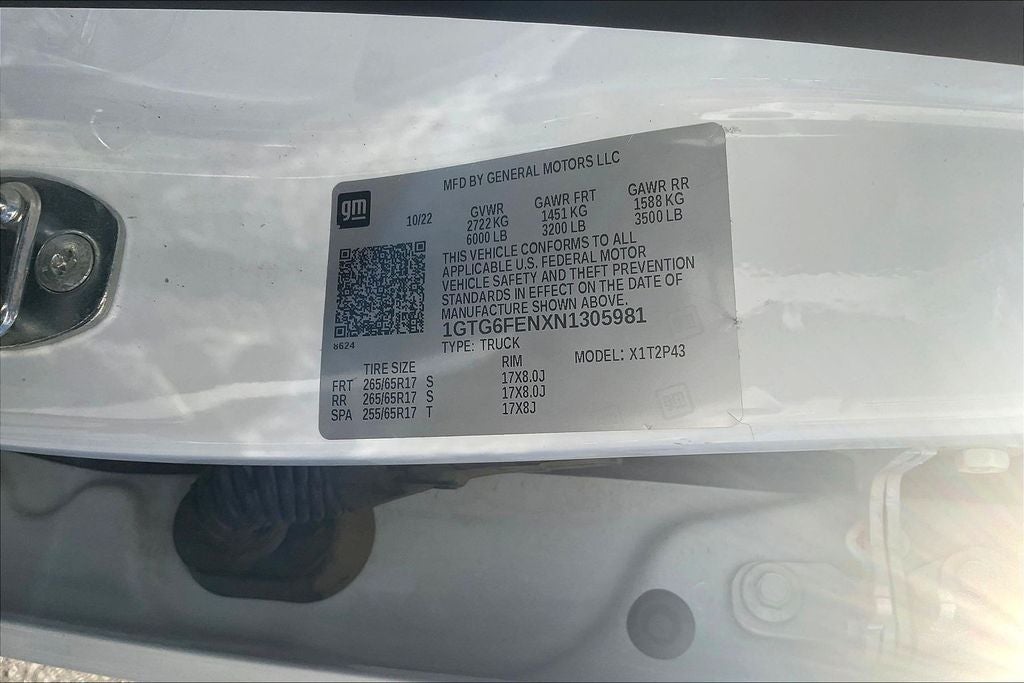 MFD BY GENERAL MOTORS LLC
gm
10/22
GVWR GAWR FRT GAWR RR
2722 KG 1451 KG 1588 KG
6000 LB 3200 LB 3500 LB
THIS VEHICLE CONFORMS TO ALL
APPLICABLE U.S. FEDERAL MOTOR
VEHICLE SAFETY AND THEFT PREVENTION
STANDARDS IN EFFECT ON THE DATE OF
MANUFACTURE SHOWN ABOVE.
1GTG6FENXN1305981
8624
TYPE: TRUCK MODEL: X1T2P43
TIRE SIZE RIM
FRT 265/65R17 S 17X8.0J
RR 265/65R17 S 17X8.0J
SPA 255/65R17 T 17X8J
gm